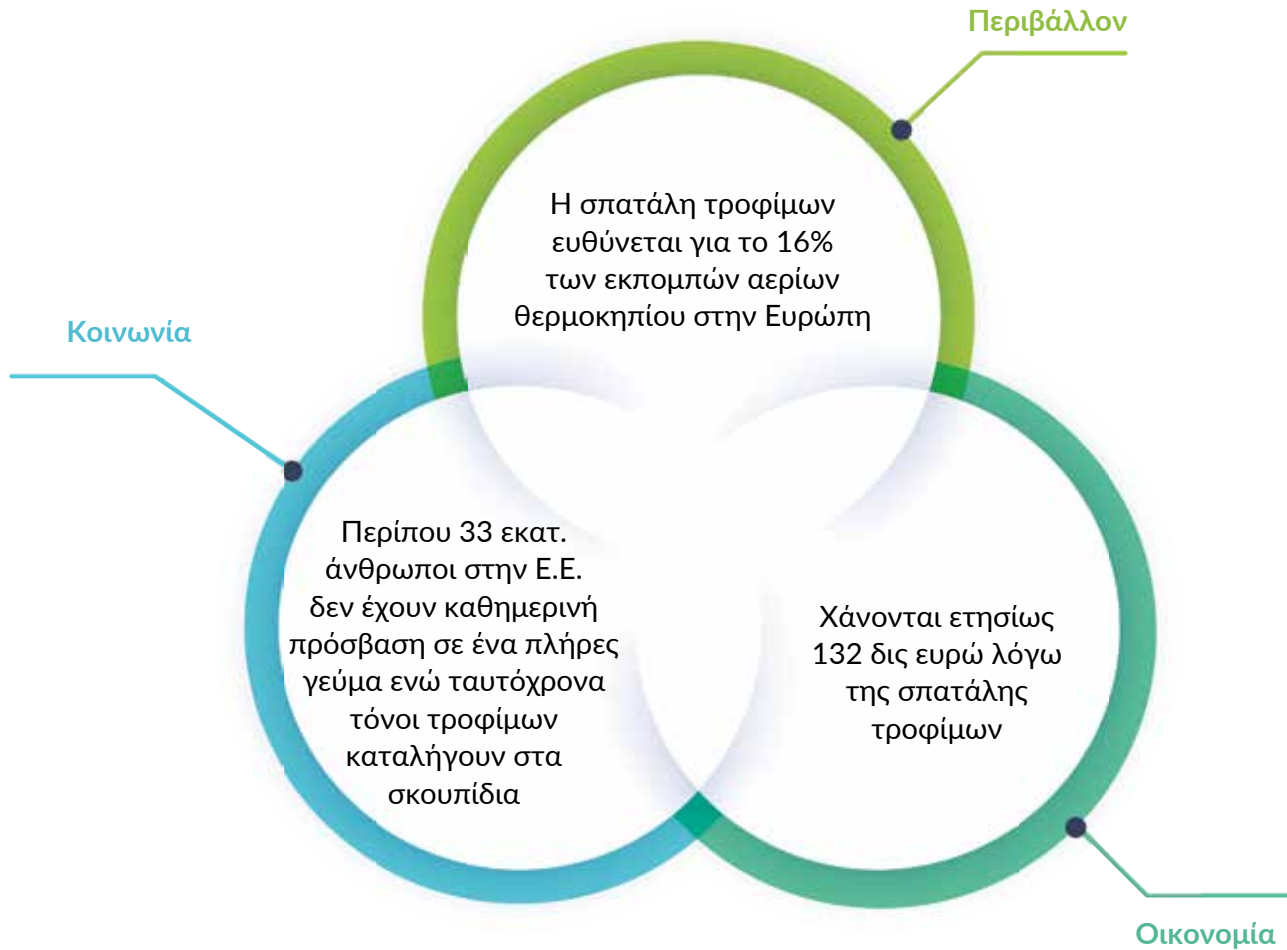 Περιβάλλον
Η σπατάλη τροφίμων
ευθύνεται για το 16%
των εκπομπών αερίων
θερμοκηπίου στην Ευρώπη
Κοινωνία
Περίπου 33 εκατ.
άνθρωποι στην Ε.Ε.
δεν έχουν καθημερινή
πρόσβαση σε ένα πλήρες
γεύμα ενώ ταυτόχρονα
τόνοι τροφίμων
καταλήγουν στα
σκουπίδια
Χάνονται ετησίως
132 δις ευρώ λόγω
της σπατάλης
τροφίμων
Οικονομία